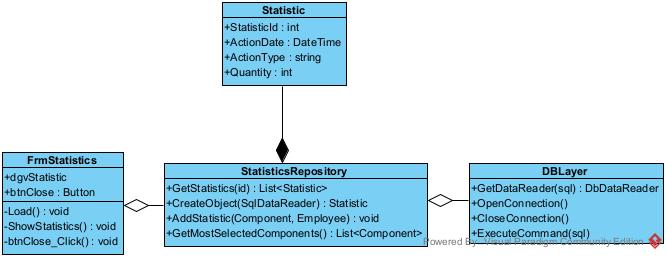 Statistic
+StatisticId : int
+ActionDate : DateTime
+ActionType : string
+Quantity : int
FrmStatistics
+dgvStatistic
+btnClose : Button
-Load() : void
-ShowStatistics() : void
-btnClose_Click() : void
StatisticsRepository
+GetStatistics(id) : List<Statistic>
+CreateObject(SqlDataReader) : Statistic
+AddStatistic(Component, Employee) : void
+GetMostSelectedComponents() : List<Component>
DBLayer
+GetDataReader(sql) : DbDataReader
+OpenConnection()
+CloseConnection()
+ExecuteCommand(sql)
Powered By Visual Paradigm Community Edition